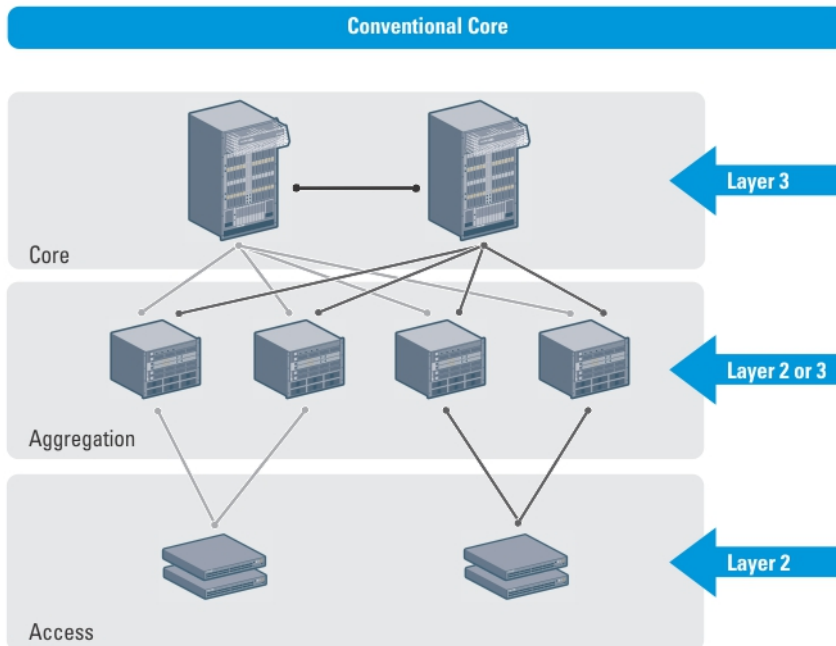 Conventional Core
Layer 3
Core
Layer 2 or 3
Aggregation
Layer 2
Access